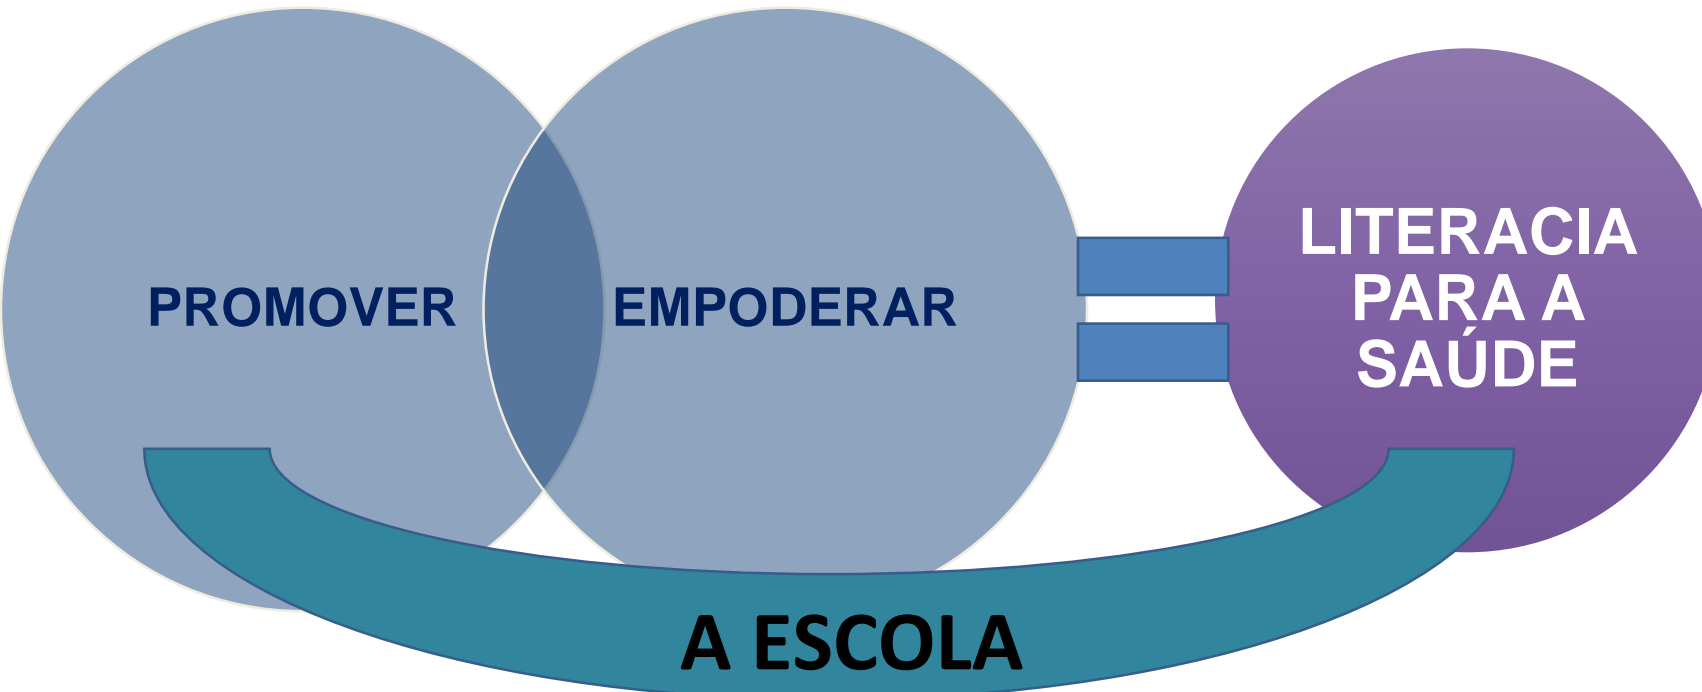 PROMOVER
EMPODERAR
LITERACIA
PARA A
SAÚDE
A ESCOLA